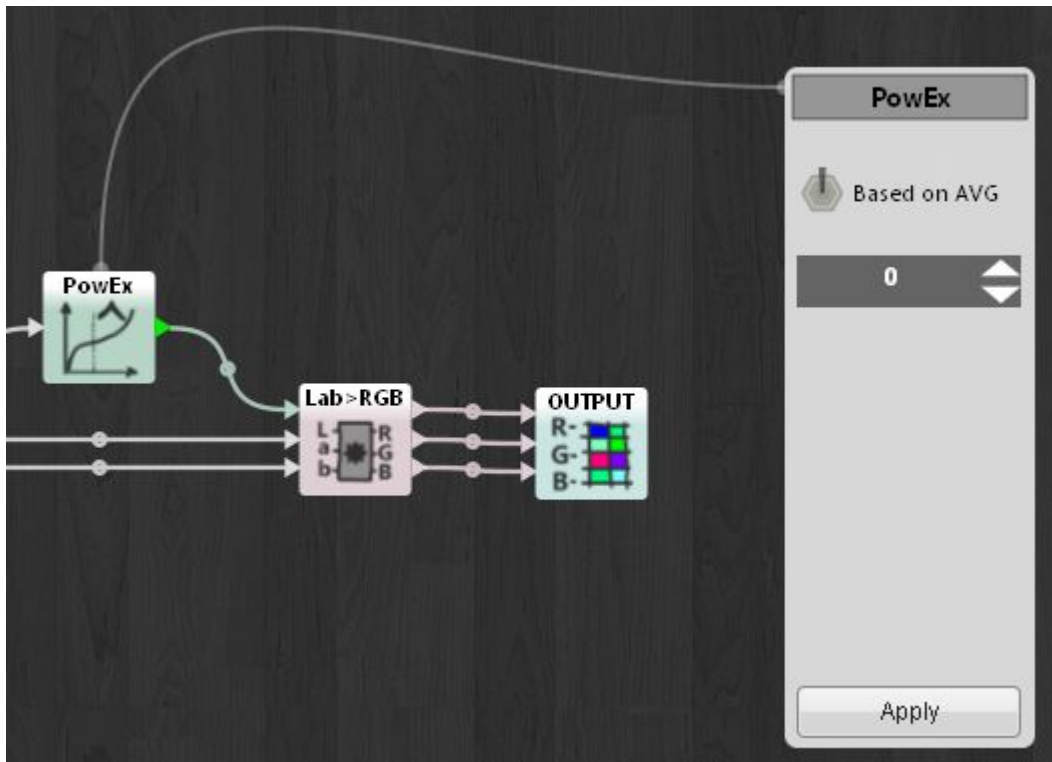 PowEx
Based on AVG
0
PowEx
Lab>RGB
L R
a G
b B
OUTPUT
R-
G-
B-
Apply